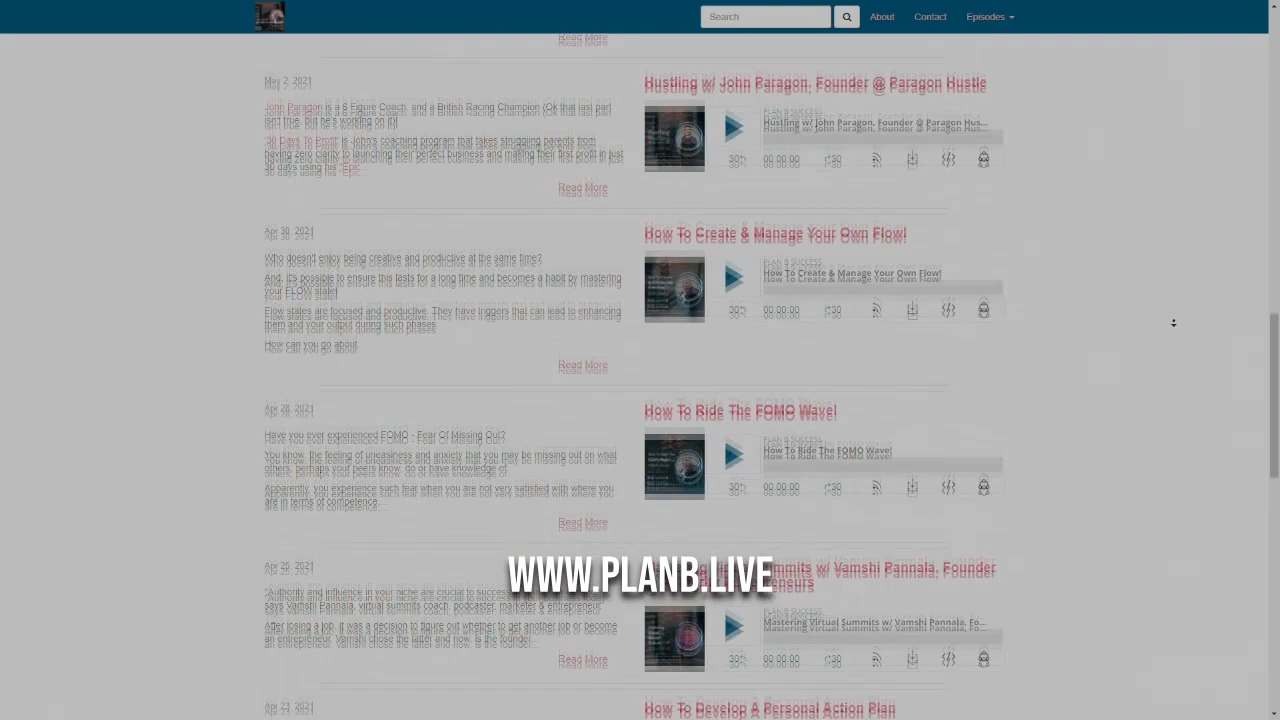 Search
About
Contact
Episodes
Read More
May 2, 2021
Hustling w/ John Paragon, Founder @ Paragon Hustle
John Paragon is a 6 Figure Coach, and a British Racing Champion (Ok that last part
isn't true, but he's working on it)!
"30 Days To Profit" is John's coaching program that takes struggling parents from
having zero clarity to launching their perfect business and making their first profit in just
30 days using his "Epic...
PLAN B SUCCESS
Hustling w/ John Paragon, Founder @ Paragon Hus...
00:00:00
Read More
Apr 30, 2021
How To Create & Manage Your Own Flow!
Who doesn't enjoy being creative and productive at the same time?
And, it's possible to ensure this lasts for a long time and becomes a habit by mastering
your FLOW state!
Flow states are focused and productive. They have triggers that can lead to enhancing
them and your output during such phases.
How can you go about...
PLAN B SUCCESS
How To Create & Manage Your Own Flow!
00:00:00
Read More
Apr 28, 2021
How To Ride The FOMO Wave!
Have you ever experienced FOMO - Fear Of Missing Out?
You know, the feeling of uneasiness and anxiety that you may be missing out on what
others, perhaps your peers up to or have knowledge of.
Apparently, you experience such fear when you are not very satisfied with where you
are in terms of competence,...
PLAN B SUCCESS
How To Ride The FOMO Wave!
00:00:00
Read More
Apr 25, 2021
mmits w/ Vamshi Pannala, Founder
neurs
WWW.PLANB.LIVE
"Authority and influence in your niche are crucial to success
says Vamshi Pannala, virtual summits coach, podcaster, marketer & entrepreneur.
After losing a job, it was a decision to figure out whether to get another job or become
an entrepreneur. Vamshi chose the latter and now, is the founder...
PLAN B SUCCESS
Mastering Virtual Summits w/ Vamshi Pannala, Fo...
00:00:00
Read More
Apr 23, 2021
How To Develop A Personal Action Plan